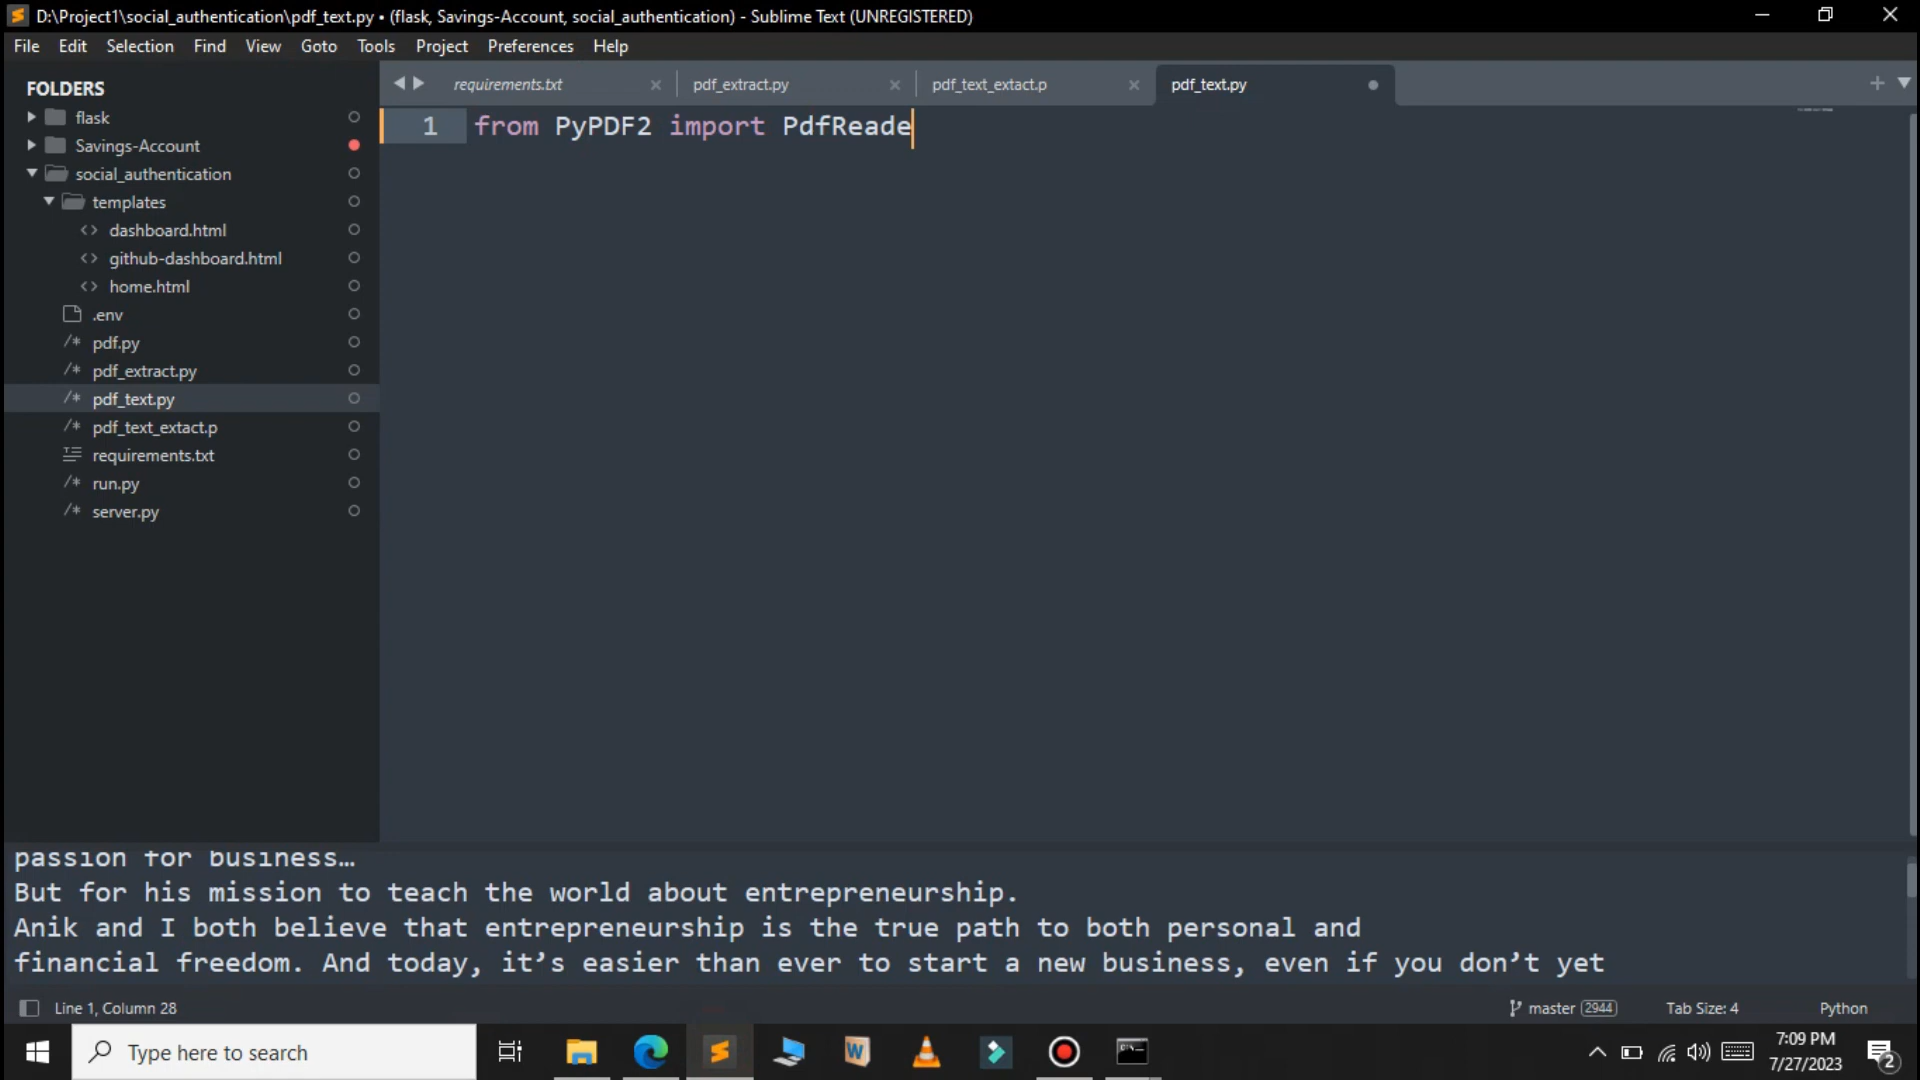 D:\Project1\social_authentication\pdf_text.py • (flask, Savings-Account, social_authentication) - Sublime Text (UNREGISTERED)
File Edit Selection Find View Goto Tools Project Preferences Help
FOLDERS
flask
Savings-Account
social_authentication
templates
dashboard.html
github-dashboard.html
home.html
.env
pdf.py
pdf_extract.py
pdf_text.py
pdf_text_extact.p
requirements.txt
run.py
server.py
requirements.txt pdf_extract.py pdf_text_extact.p pdf_text.py
1 from PyPDF2 import PdfReade
passion for business…
But for his mission to teach the world about entrepreneurship.
Anik and I both believe that entrepreneurship is the true path to both personal and
financial freedom. And today, it’s easier than ever to start a new business, even if you don’t yet
Line 1, Column 28 master 2944 Tab Size: 4 Python
Type here to search
7:09 PM
7/27/2023
2